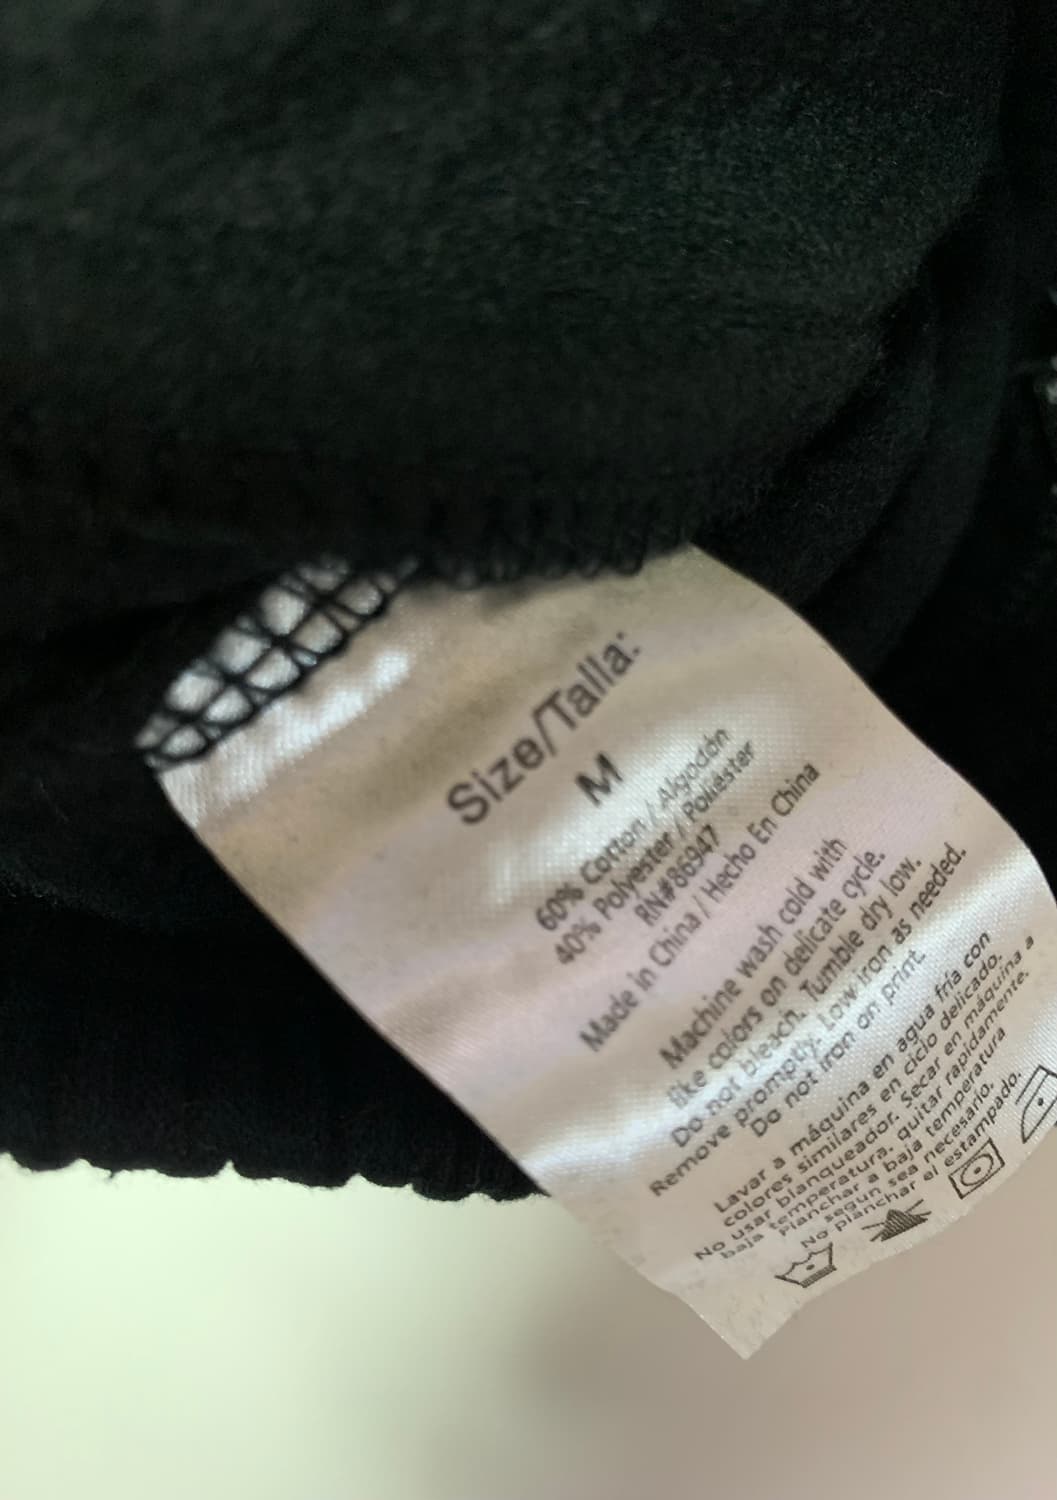 Size/Talla:
M
60% Cotton / Algodón
40% Polyester / Poliéster
RN#86947
Made in China / Hecho En China
Machine wash cold with
like colors on delicate cycle.
Do not bleach. Tumble dry low.
Remove promptly. Low iron as needed.
Do not iron on print.
Lavar a máquina en agua fría con
colores similares en ciclo delicado.
No usar blanqueador. Secar en máquina a
baja temperatura. quitar rapidamente.
Planchar a baja temperatura
segun sea necesario.
No planchar el estampado.